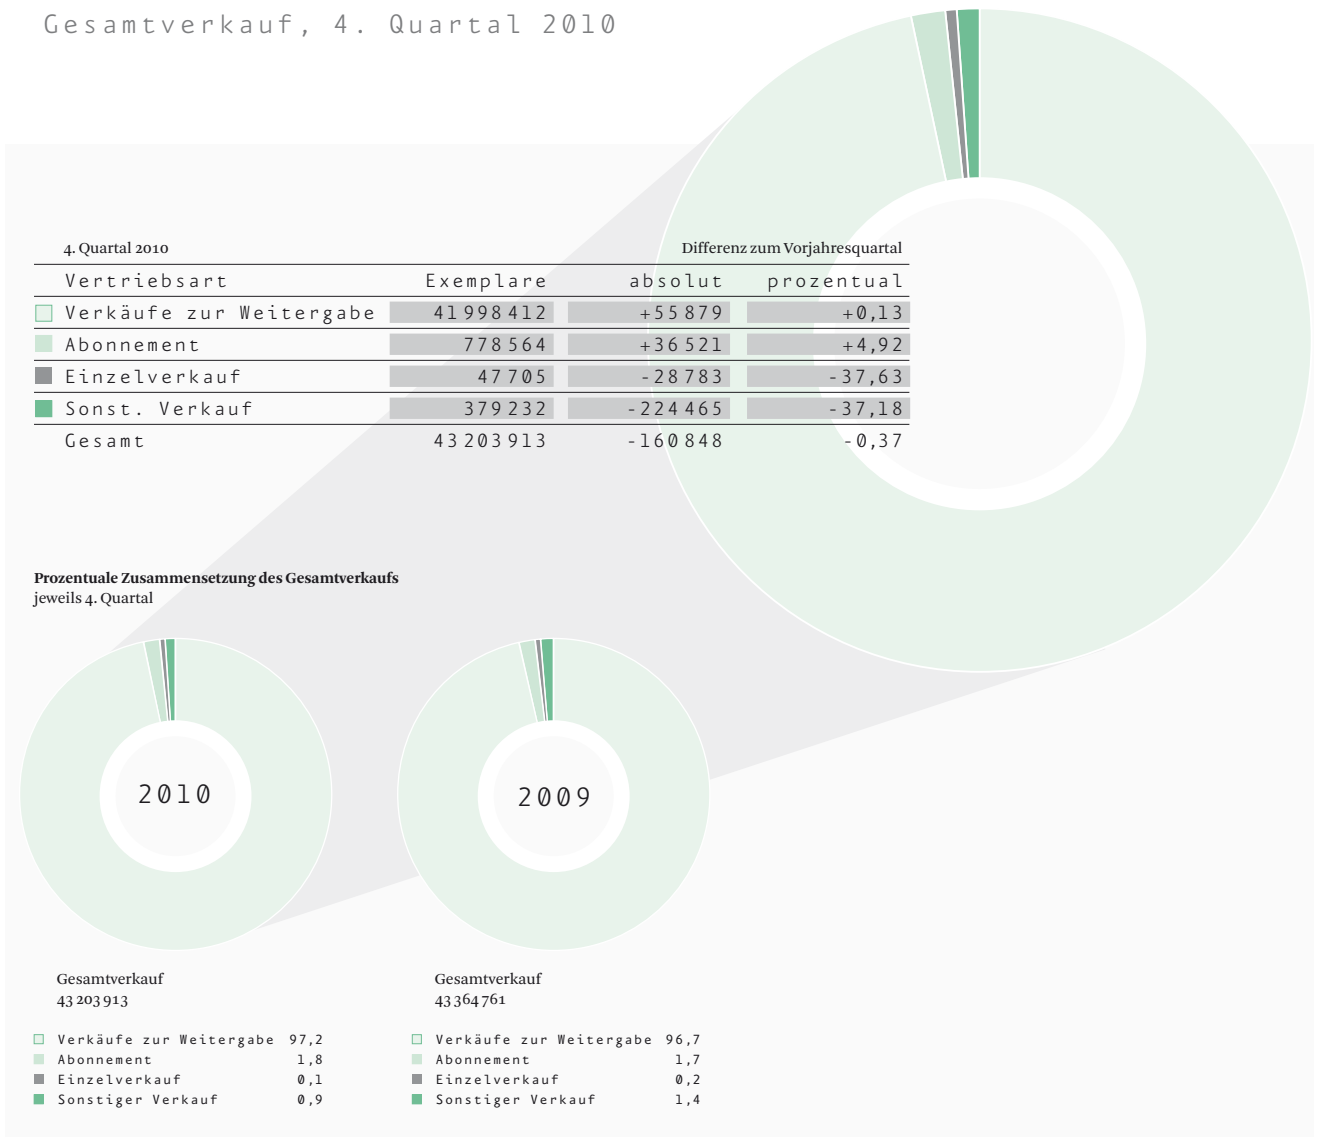 Gesamtverkauf, 4. Quartal 2010
4. Quartal 2010 Differenz zum Vorjahresquartal
Vertriebsart Exemplare absolut prozentual
Verkäufe zur Weitergabe 41 998 412 +55 879 +0,13
Abonnement 778 564 +36 521 +4,92
Einzelverkauf 47 705 -28 783 -37,63
Sonst. Verkauf 379 232 -224 465 -37,18
Gesamt 43 203 913 -160 848 -0,37
Prozentuale Zusammensetzung des Gesamtverkaufs
jeweils 4. Quartal
2010 2009
Gesamtverkauf Gesamtverkauf
43 203 913 43 364 761
Verkäufe zur Weitergabe 97,2 Verkäufe zur Weitergabe 96,7
Abonnement 1,8 Abonnement 1,7
Einzelverkauf 0,1 Einzelverkauf 0,2
Sonstiger Verkauf 0,9 Sonstiger Verkauf 1,4